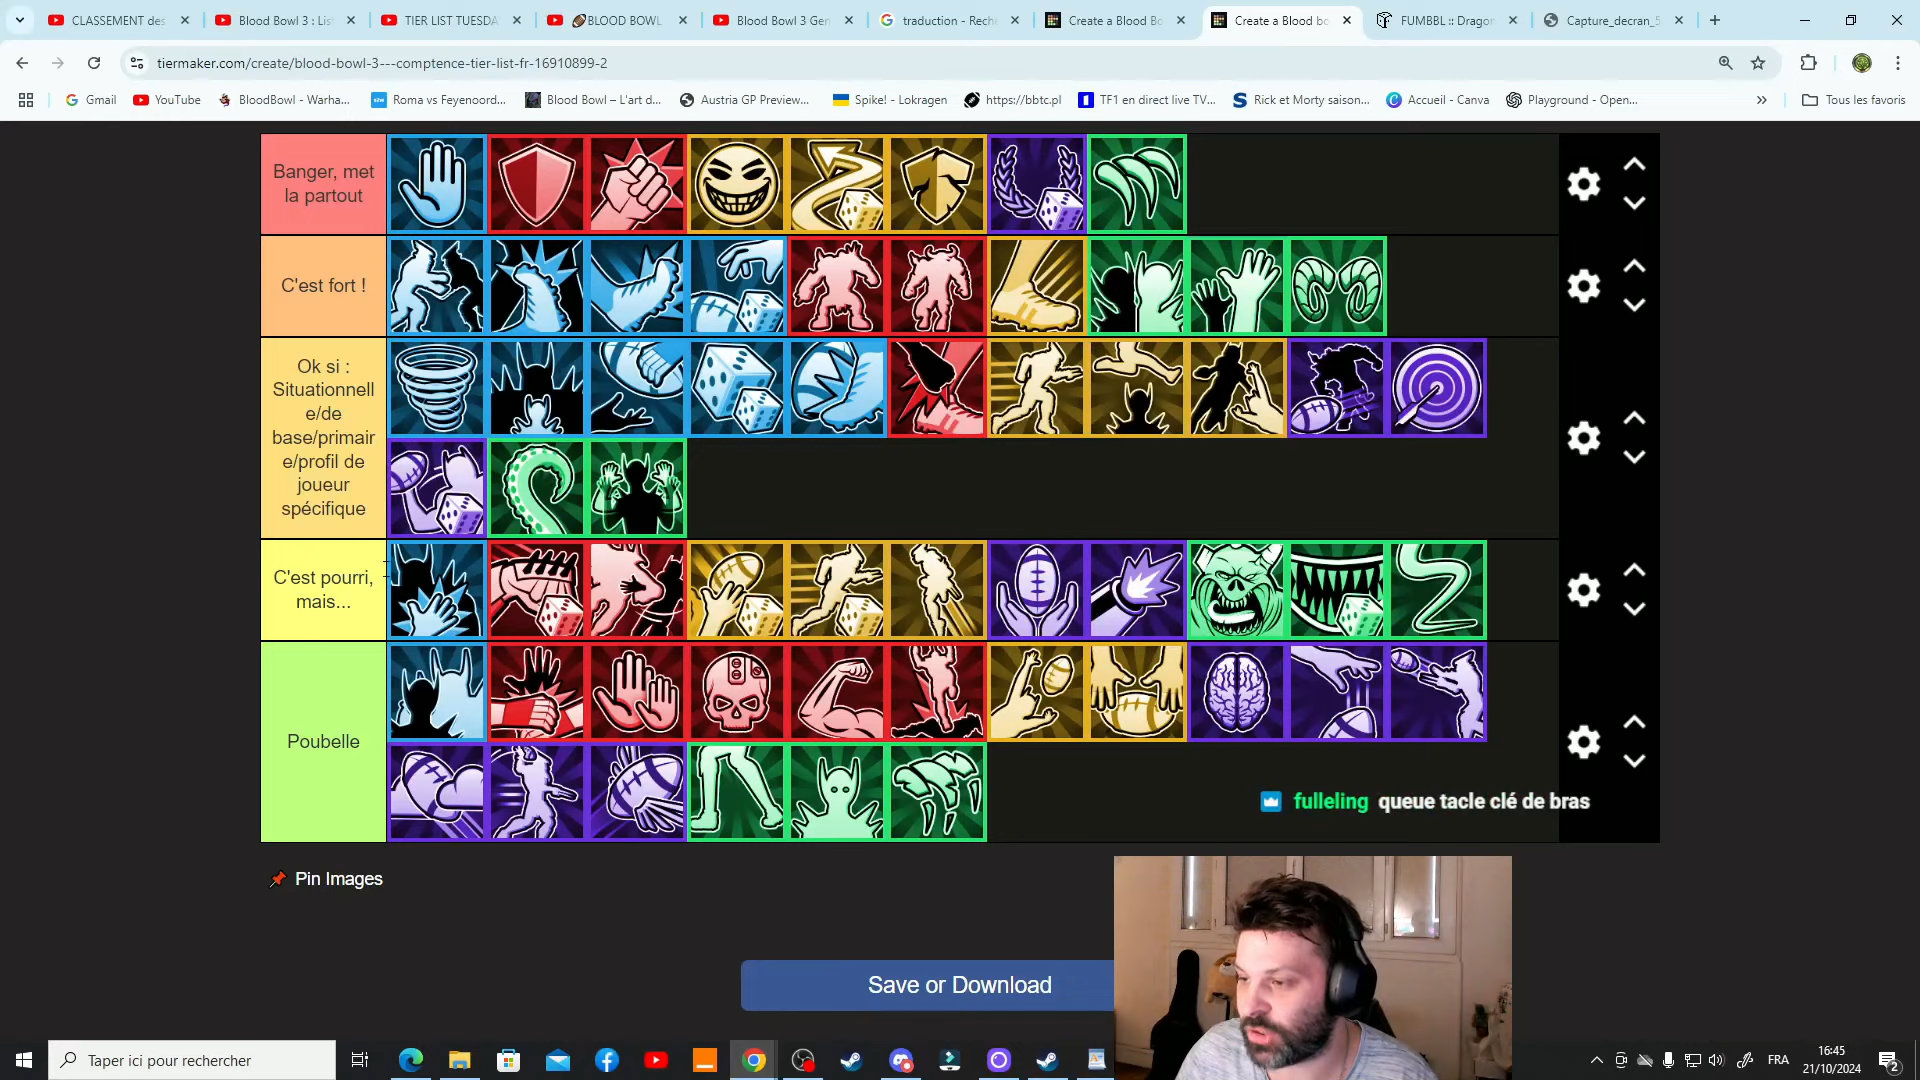 CLASSEMENT des
Blood Bowl 3 : List
TIER LIST TUESDA
🏈BLOOD BOWL
Blood Bowl 3 Gen
traduction - Rech
Create a Blood Bo
Create a Blood bo
FUMBBL :: Dragon
Capture_decran_5
tiermaker.com/create/blood-bowl-3---comptence-tier-list-fr-16910899-2
Gmail
YouTube
BloodBowl - Warha...
Roma vs Feyenoord...
Blood Bowl – L'art d...
Austria GP Preview...
Spike! - Lokragen
https://bbtc.pl
TF1 en direct live TV...
Rick et Morty saison...
Accueil - Canva
Playground - Open...
Tous les favoris
Banger, met
la partout
C'est fort !
Ok si :
Situationnell
e/de
base/primair
e/profil de
joueur
spécifique
C'est pourri,
mais...
Poubelle
fulleling queue tacle clé de bras
Pin Images
Save or Download
Taper ici pour rechercher
FRA
16:45
21/10/2024
2